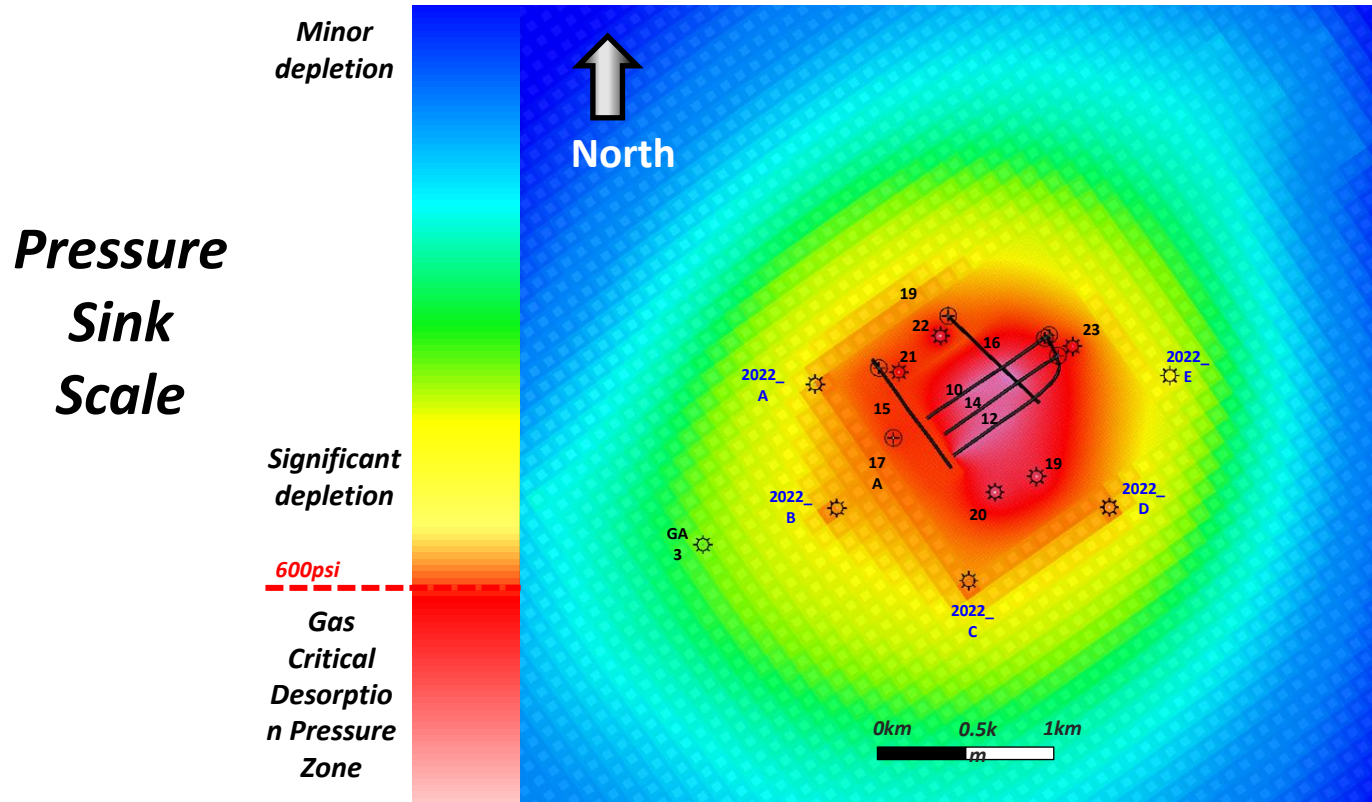 Minor
depletion
Pressure
Sink
Scale
Significant
depletion
600psi
Gas
Critical
Desorptio
n Pressure
Zone
North
19
22
16
23
21
2022_
A
2022_
E
10
14
15
12
17
A
19
20
2022_
B
2022_
D
GA
3
2022_
C
0km
0.5k
m
1km